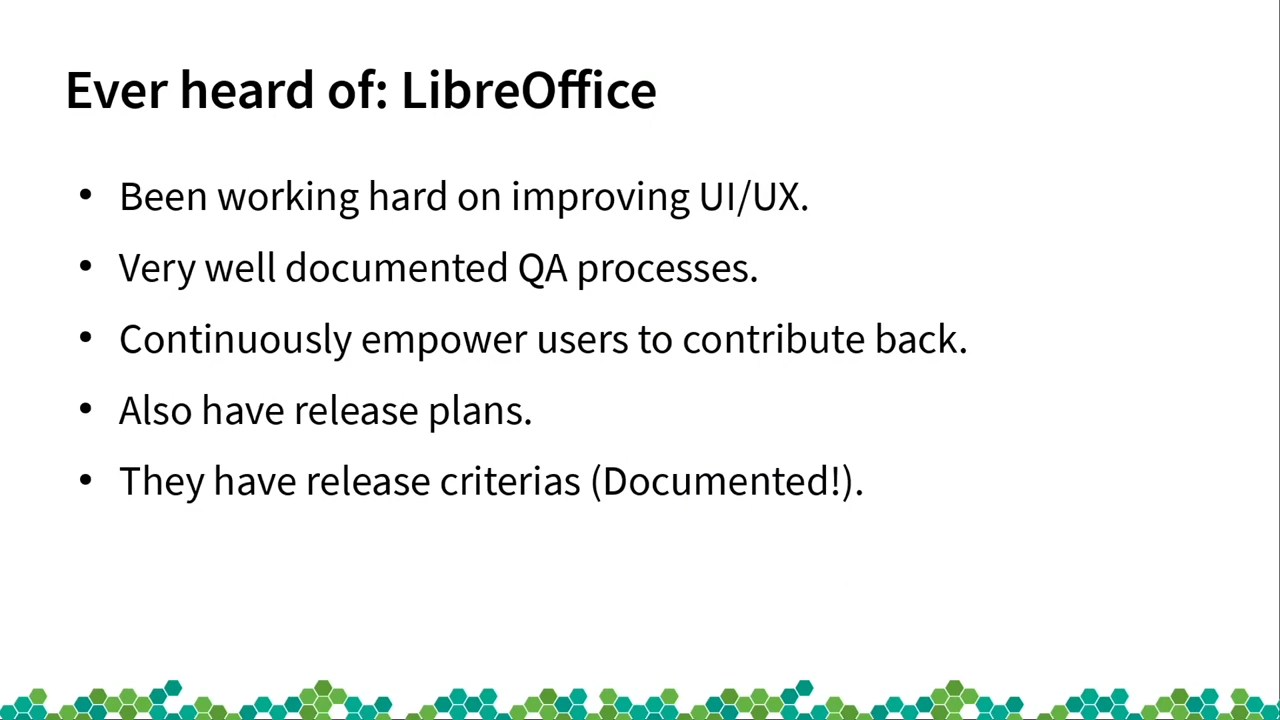 Ever heard of: LibreOffice
• Been working hard on improving UI/UX.
• Very well documented QA processes.
• Continuously empower users to contribute back.
• Also have release plans.
• They have release criterias (Documented!).